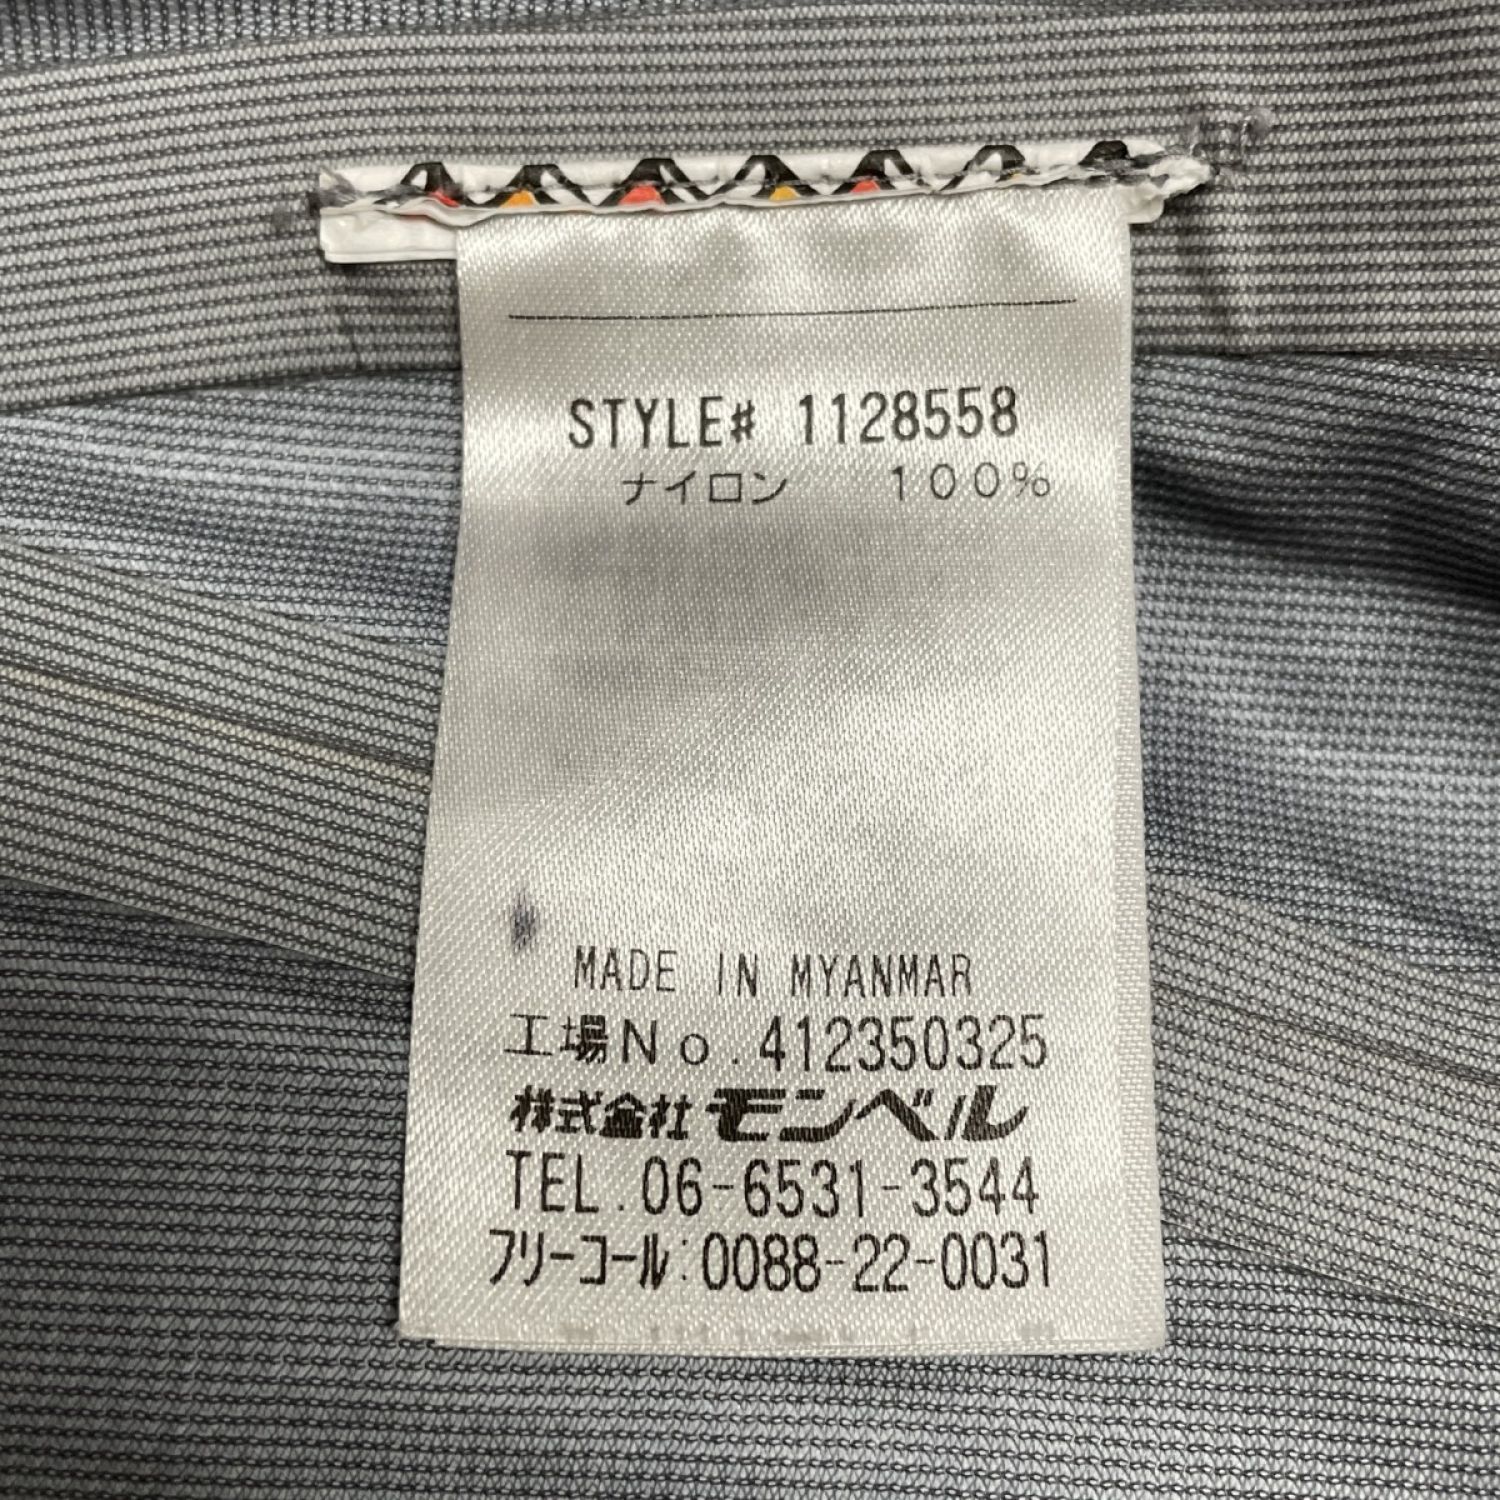 STYLE# 1128558
ナイロン 100%
MADE IN MYANMAR
工場No.412350325
株式会社モンベル
TEL.06-6531-3544
フリーコール:0088-22-0031